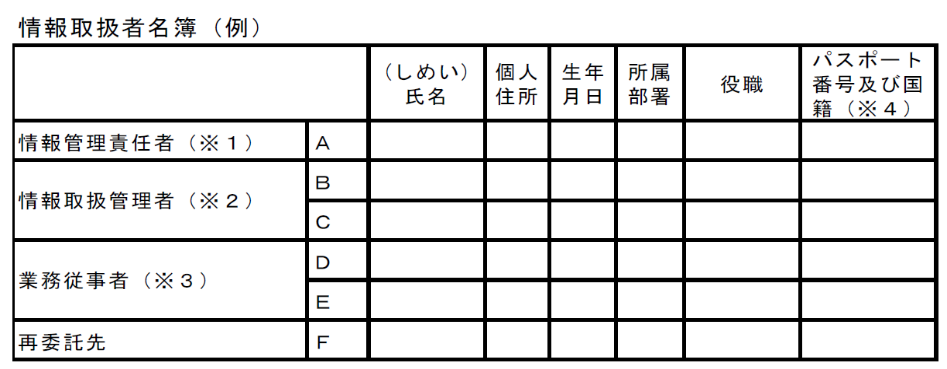 情報取扱者名簿（例）
（しめい）
氏名
個人
住所
生年
月日
所属
部署
役職
パスポート
番号及び国
籍（※４）
情報管理責任者（※１）
Ａ
情報取扱管理者（※２）
Ｂ
Ｃ
業務従事者（※３）
Ｄ
Ｅ
再委託先
Ｆ